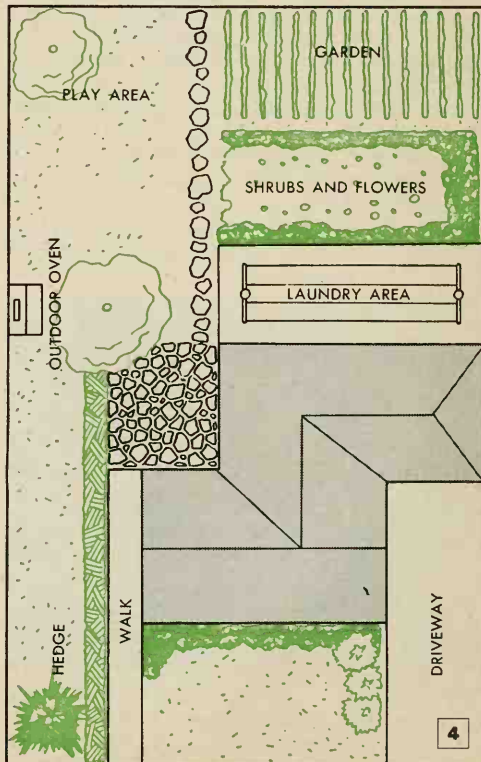 GARDEN
PLAY AREA
SHRUBS AND FLOWERS
OUTDOOR OVEN
LAUNDRY AREA
HEDGE
WALK
DRIVEWAY
4